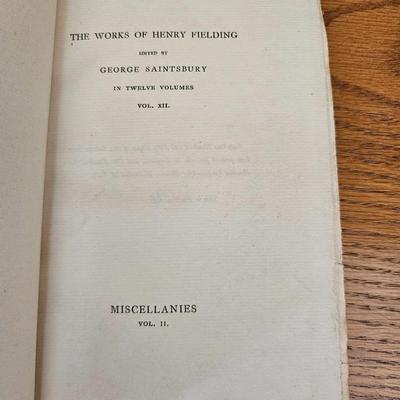 THE WORKS OF HENRY FIELDING
EDITED BY
GEORGE SAINTSBURY
IN TWELVE VOLUMES
VOL. XII.
MISCELLANIES
VOL. II.